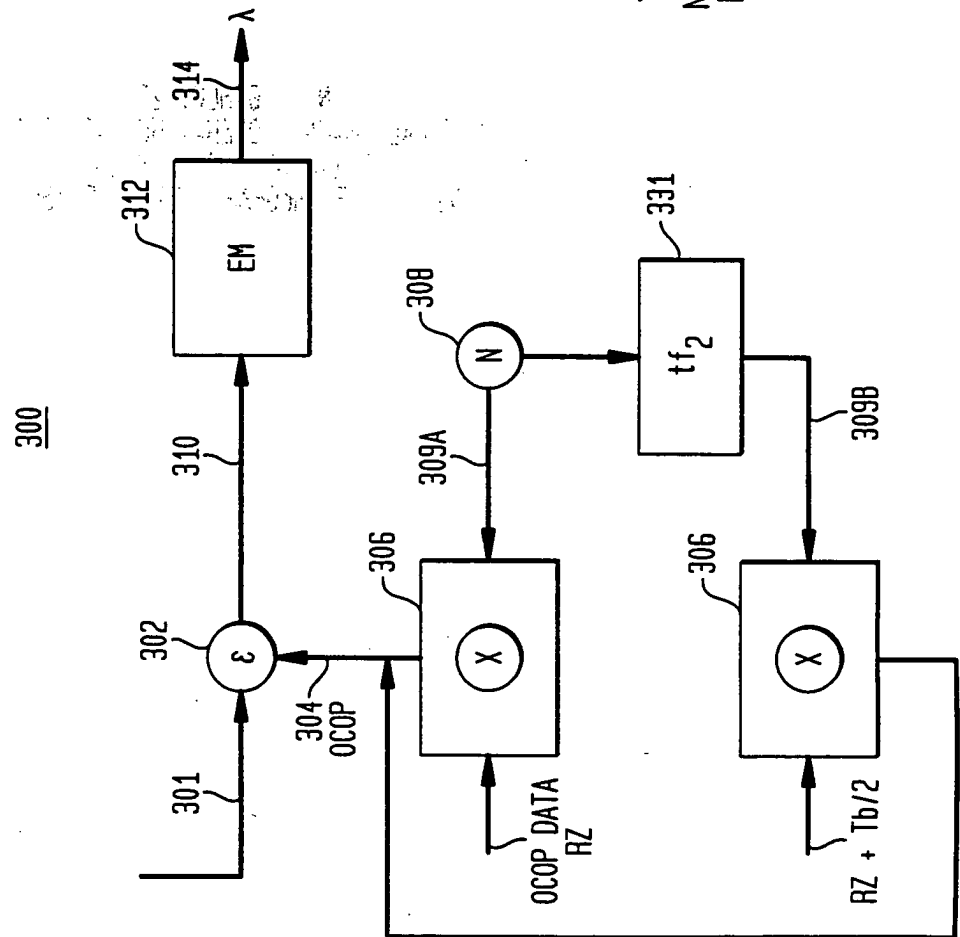 300
λ
314
312
EM
310
302
ε
301
304
OCOP
306
X
309A
N
308
OCOP DATA
RZ
tf2
331
309B
306
X
RZ + Tb/2
N